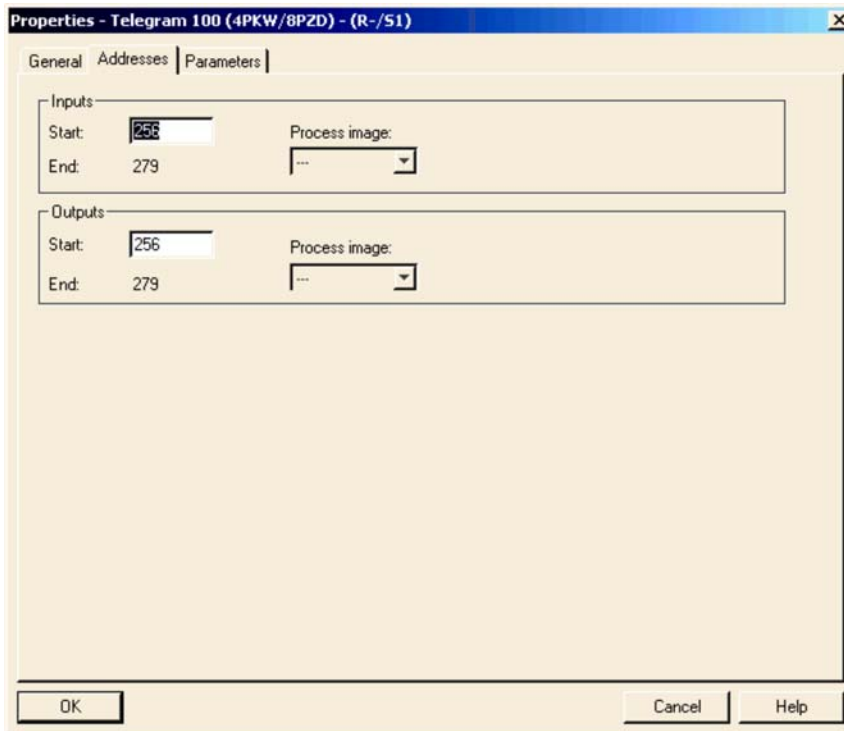 Properties - Telegram 100 (4PKW/8PZD) - (R-/S1)
General Addresses Parameters
Inputs
Start: 256 Process image:
End: 279 ---
Outputs
Start: 256 Process image:
End: 279 ---
OK Cancel Help